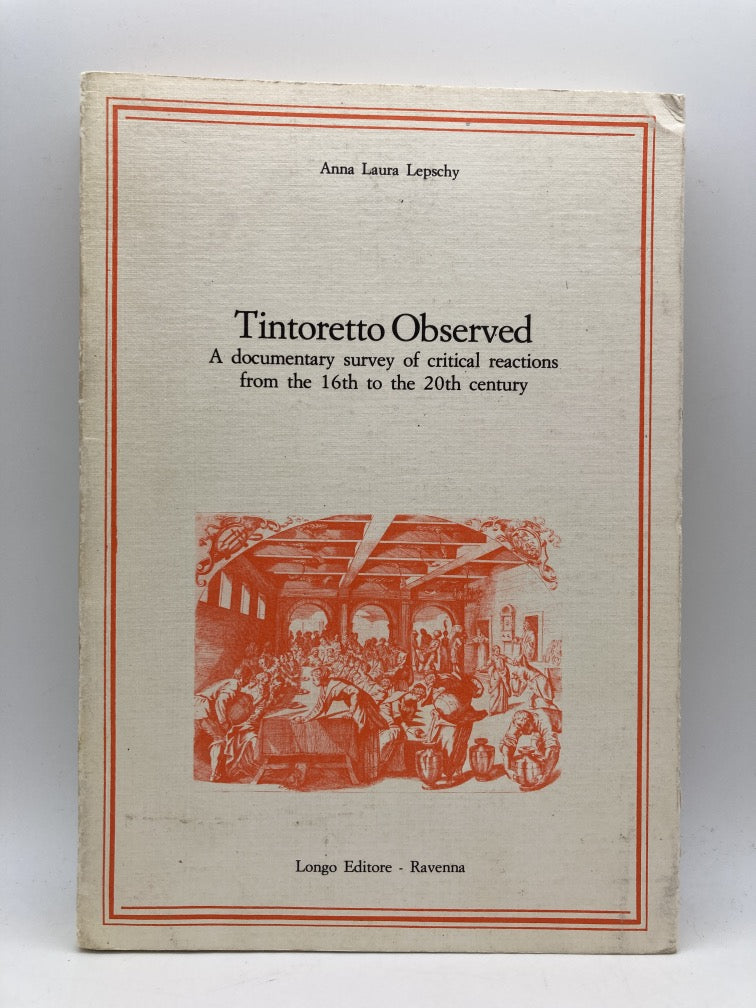 Anna Laura Lepschy
Tintoretto Observed
A documentary survey of critical reactions
from the 16th to the 20th century
Longo Editore - Ravenna